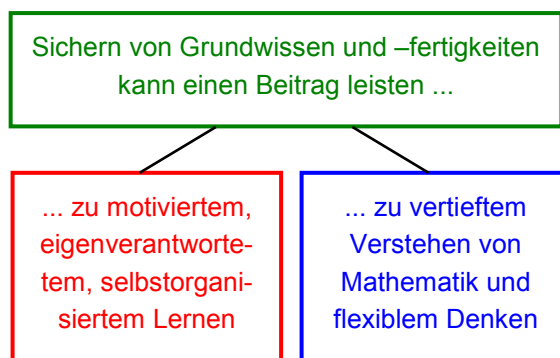 Sichern von Grundwissen und –fertigkeiten
kann einen Beitrag leisten ...
... zu motiviertem,
eigenverantworte-
tem, selbstorgani-
siertem Lernen
... zu vertieftem
Verstehen von
Mathematik und
flexiblem Denken